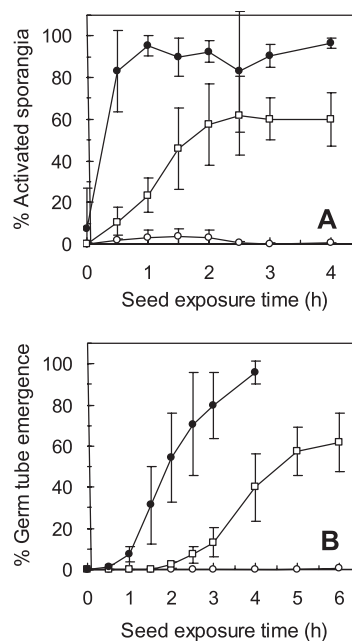 % Activated sporangia
100
80
60
40
20
0
A
0 1 2 3 4
Seed exposure time (h)
% Germ tube emergence
100
80
60
40
20
0
B
0 1 2 3 4 5 6
Seed exposure time (h)